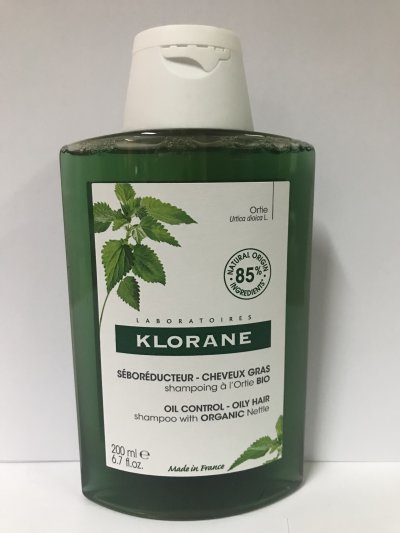 Ortie
Urtica dioica L.
NATURAL ORIGIN
85% de
INGREDIENTS
LABORATOIRES
KLORANE
SÉBORÉDUCTEUR - CHEVEUX GRAS
shampoing à l'Ortie BIO
OIL CONTROL - OILY HAIR
shampoo with ORGANIC Nettle
200 ml e
6.7 fl.oz.
Made in France